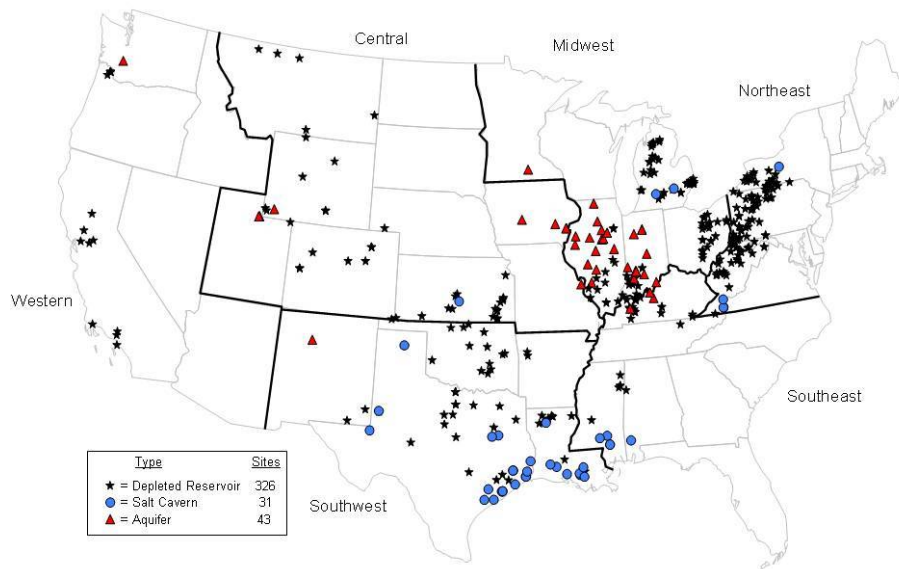 Central
Midwest
Northeast
Western
Southeast
Southwest
Type Sites
= Depleted Reservoir 326
= Salt Cavern 31
= Aquifer 43